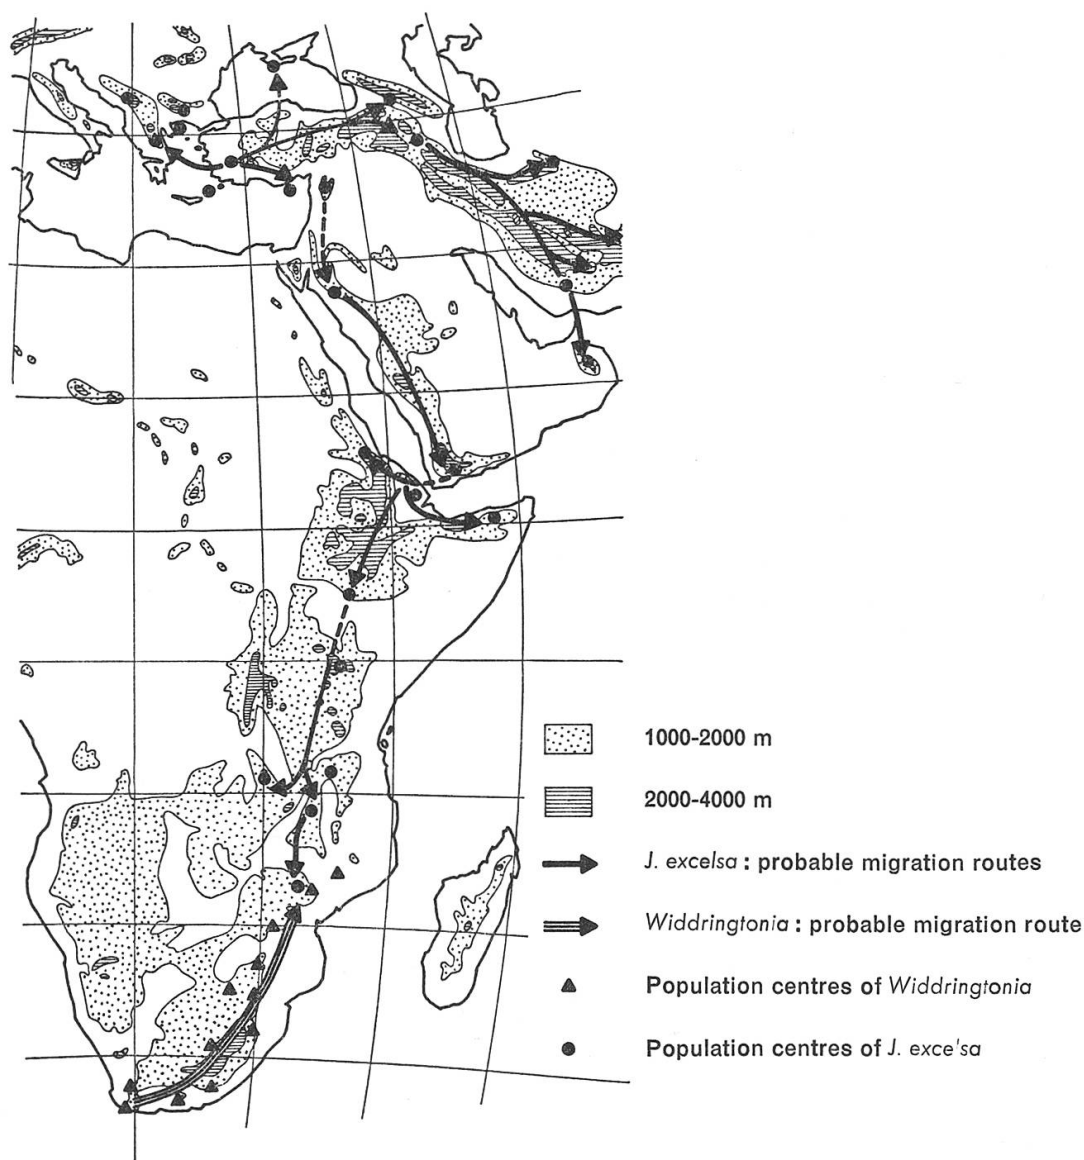 1000-2000 m
2000-4000 m
J. excelsa : probable migration routes
Widdringtonia : probable migration route
Population centres of Widdringtonia
Population centres of J. exce'sa